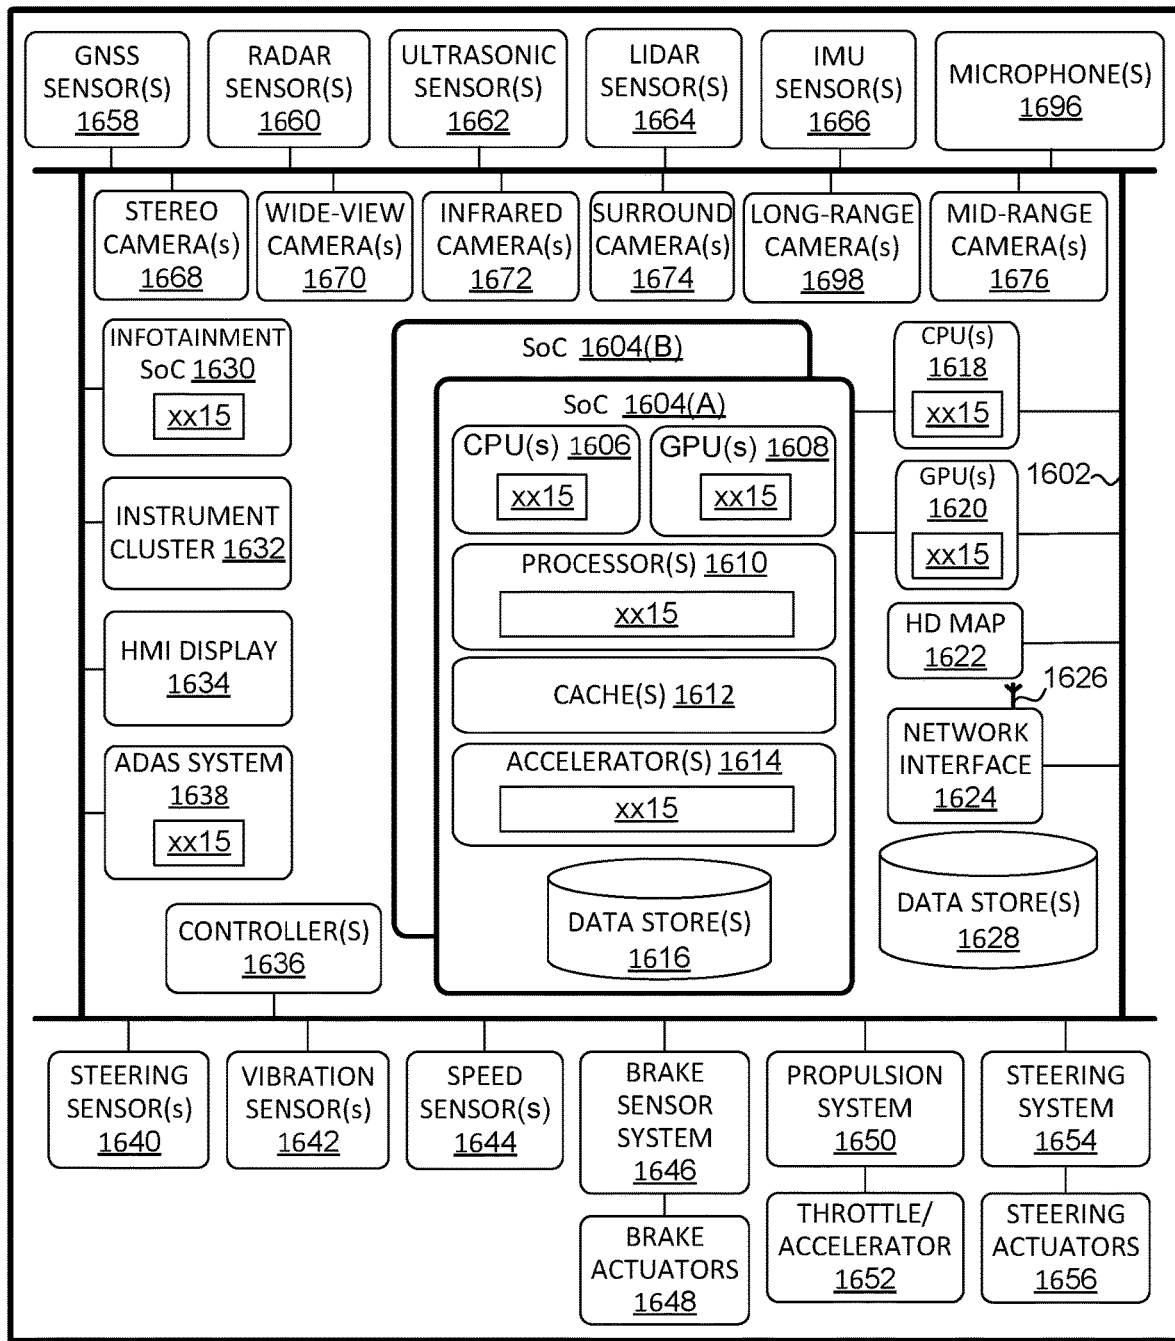 GNSS
SENSOR(S)
1658
RADAR
SENSOR(S)
1660
ULTRASONIC
SENSOR(S)
1662
LIDAR
SENSOR(S)
1664
IMU
SENSOR(S)
1666
MICROPHONE(S)
1696
STEREO
CAMERA(s)
1668
WIDE-VIEW
CAMERA(s)
1670
INFRARED
CAMERA(s)
1672
SURROUND
CAMERA(s)
1674
LONG-RANGE
CAMERA(s)
1698
MID-RANGE
CAMERA(s)
1676
INFOTAINMENT
SoC 1630
xx15
INSTRUMENT
CLUSTER 1632
HMI DISPLAY
1634
ADAS SYSTEM
1638
xx15
CONTROLLER(S)
1636
SoC 1604(B)
SoC 1604(A)
CPU(s) 1606
xx15
GPU(s) 1608
xx15
PROCESSOR(S) 1610
xx15
CACHE(S) 1612
ACCELERATOR(S) 1614
xx15
DATA STORE(S)
1616
CPU(s)
1618
xx15
GPU(s)
1620
xx15
1602
HD MAP
1622
1626
NETWORK
INTERFACE
1624
DATA STORE(S)
1628
STEERING
SENSOR(s)
1640
VIBRATION
SENSOR(s)
1642
SPEED
SENSOR(s)
1644
BRAKE
SENSOR
SYSTEM
1646
PROPULSION
SYSTEM
1650
STEERING
SYSTEM
1654
BRAKE
ACTUATORS
1648
THROTTLE/
ACCELERATOR
1652
STEERING
ACTUATORS
1656